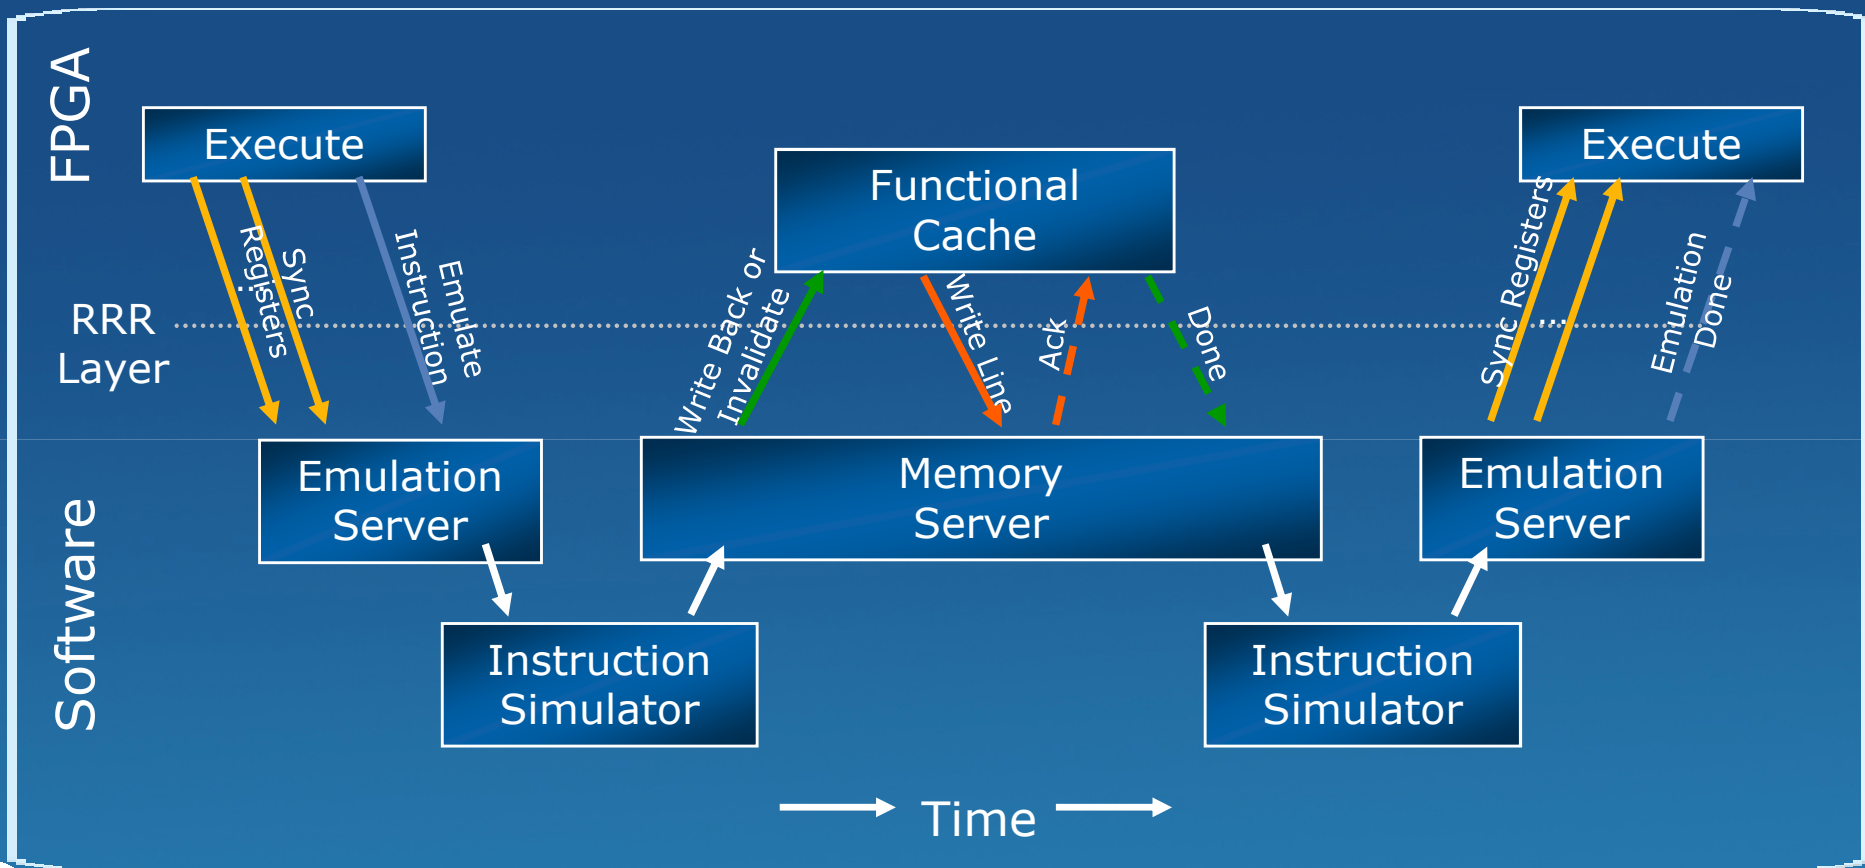 FPGA
Execute
Functional
Cache
Execute
RRR
Layer
Sync
Registers
...
Emulate
Instruction
Write Back or
Invalidate
Write Line
Ack
Done
Sync Registers
...
Emulation
Done
Software
Emulation
Server
Memory
Server
Emulation
Server
Instruction
Simulator
Instruction
Simulator
Time